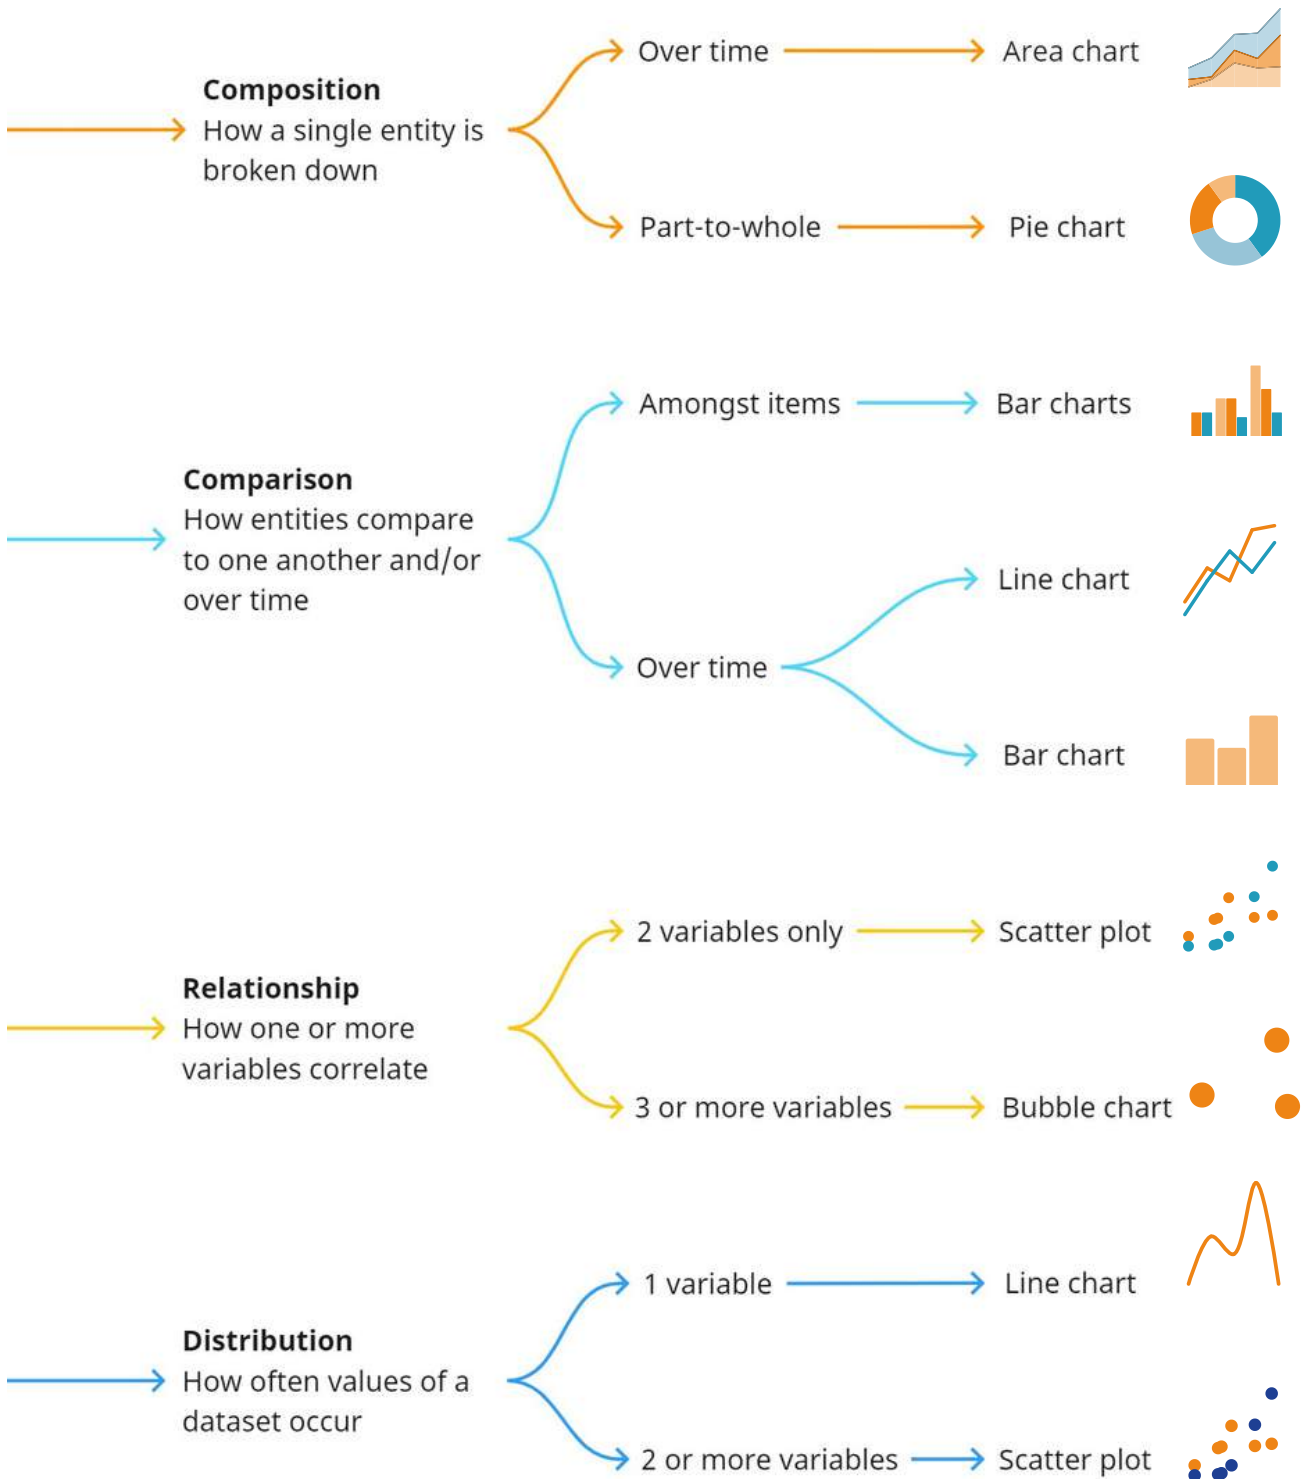 Composition
How a single entity is
broken down
Over time
Area chart
Part-to-whole
Pie chart
Comparison
How entities compare
to one another and/or
over time
Amongst items
Bar charts
Over time
Line chart
Bar chart
Relationship
How one or more
variables correlate
2 variables only
Scatter plot
3 or more variables
Bubble chart
Distribution
How often values of a
dataset occur
1 variable
Line chart
2 or more variables
Scatter plot